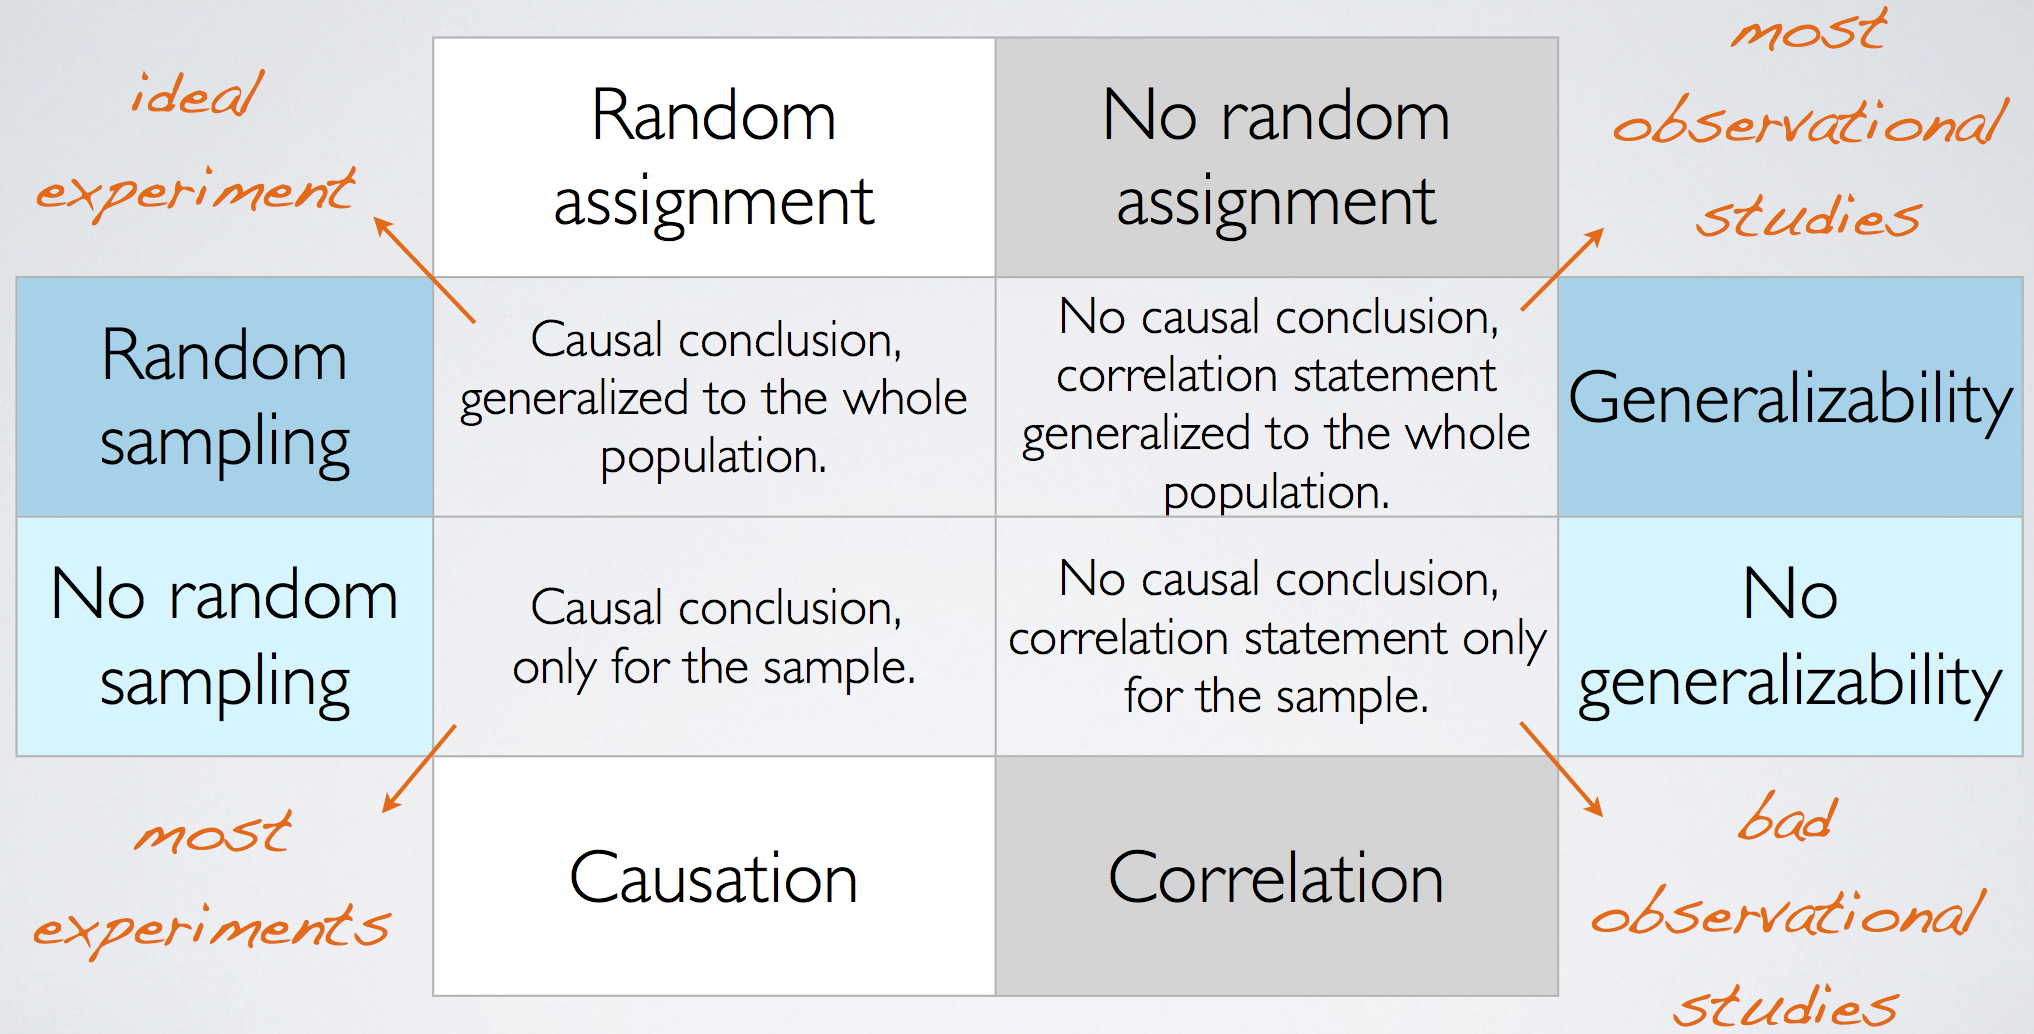 ideal
experiment
Random
assignment
No random
assignment
most
observational
studies
Random
sampling
Causal conclusion,
generalized to the whole
population.
No causal conclusion,
correlation statement
generalized to the whole
population.
Generalizability
No random
sampling
Causal conclusion,
only for the sample.
No causal conclusion,
correlation statement only
for the sample.
No
generalizability
most
experiments
Causation
Correlation
bad
observational
studies